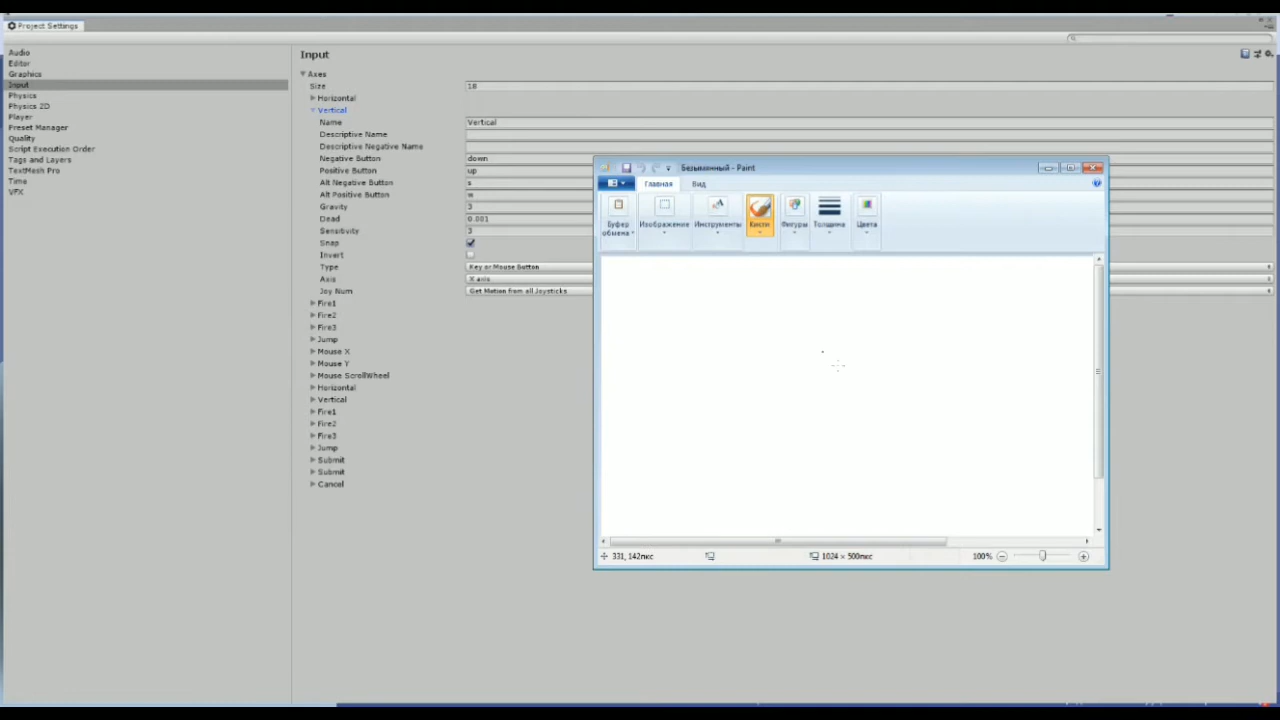 Project Settings
Audio
Editor
Graphics
Input
Physics
Physics 2D
Player
Preset Manager
Quality
Script Execution Order
Tags and Layers
TextMesh Pro
Time
VFX
Input
Axes
Size 18
Horizontal
Vertical
Name Vertical
Descriptive Name
Descriptive Negative Name
Negative Button down
Positive Button up
Alt Negative Button s
Alt Positive Button w
Gravity 3
Dead 0.001
Sensitivity 3
Snap
Invert
Type Key or Mouse Button
Axis X axis
Joy Num Get Motion from all Joysticks
Fire1
Fire2
Fire3
Jump
Mouse X
Mouse Y
Mouse ScrollWheel
Horizontal
Vertical
Fire1
Fire2
Fire3
Jump
Submit
Submit
Cancel
Безымянный - Paint
Главная Вид
Буфер обмена
Изображение
Инструменты
Кисти
Фигуры
Толщина
Цвета
331, 142пкс
1024 × 500пкс
100%